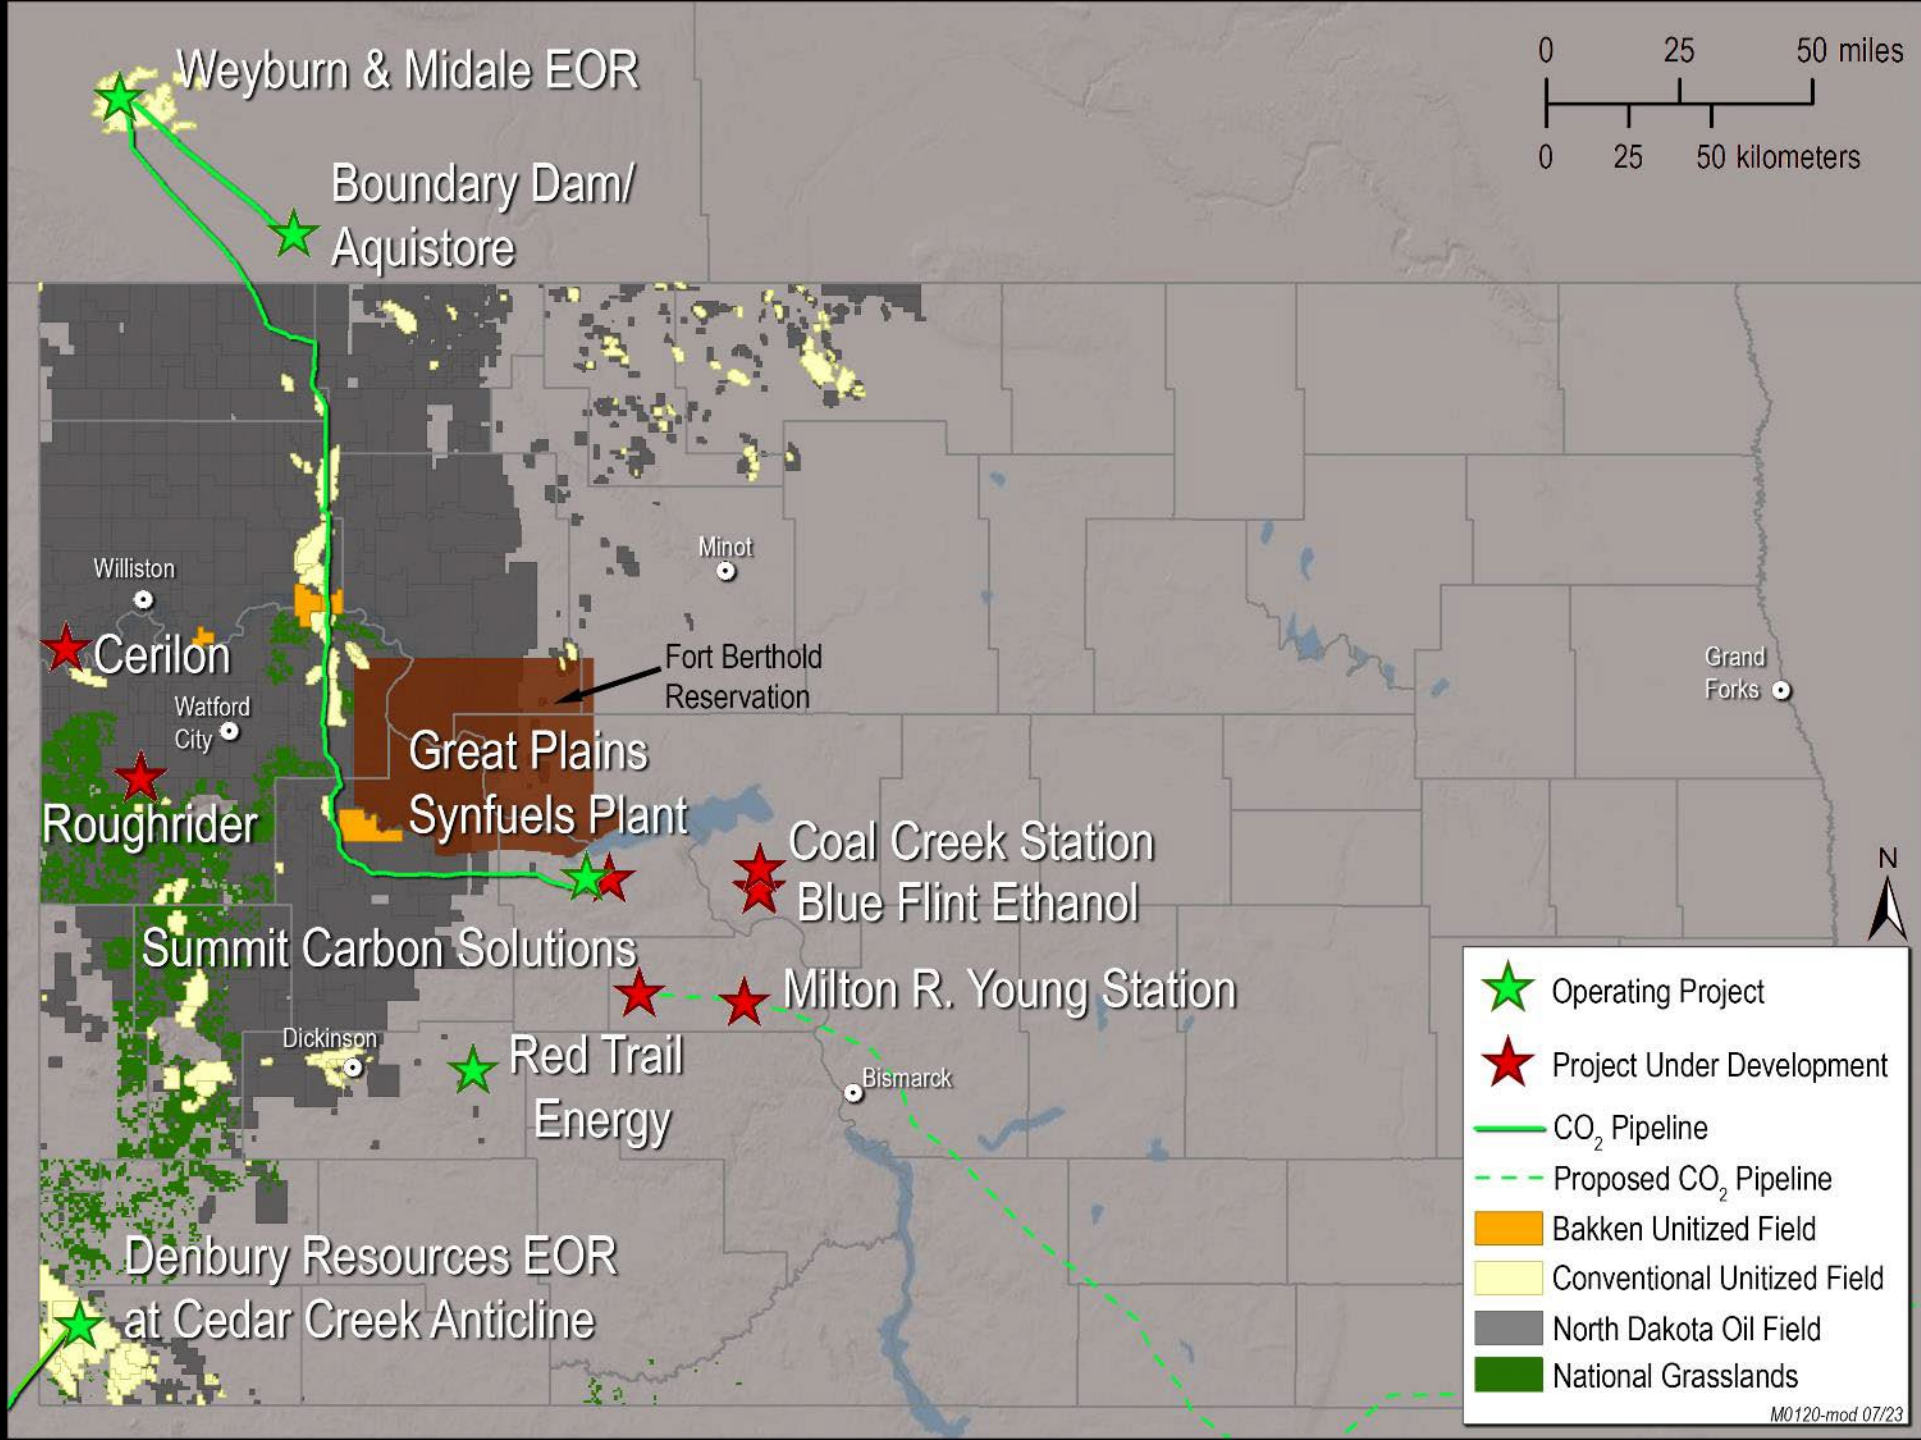 Weyburn & Midale EOR
0 25 50 miles
0 25 50 kilometers
Boundary Dam/
Aquistore
Minot
Williston
Cerilon
Fort Berthold
Reservation
Grand
Forks
Watford
City
Great Plains
Synfuels Plant
Roughrider
Coal Creek Station
Blue Flint Ethanol
N
Summit Carbon Solutions
Milton R. Young Station
Dickinson
Red Trail
Energy
Bismarck
Denbury Resources EOR
at Cedar Creek Anticline
Operating Project
Project Under Development
CO₂ Pipeline
Proposed CO₂ Pipeline
Bakken Unitized Field
Conventional Unitized Field
North Dakota Oil Field
National Grasslands
M0120-mod 07/23